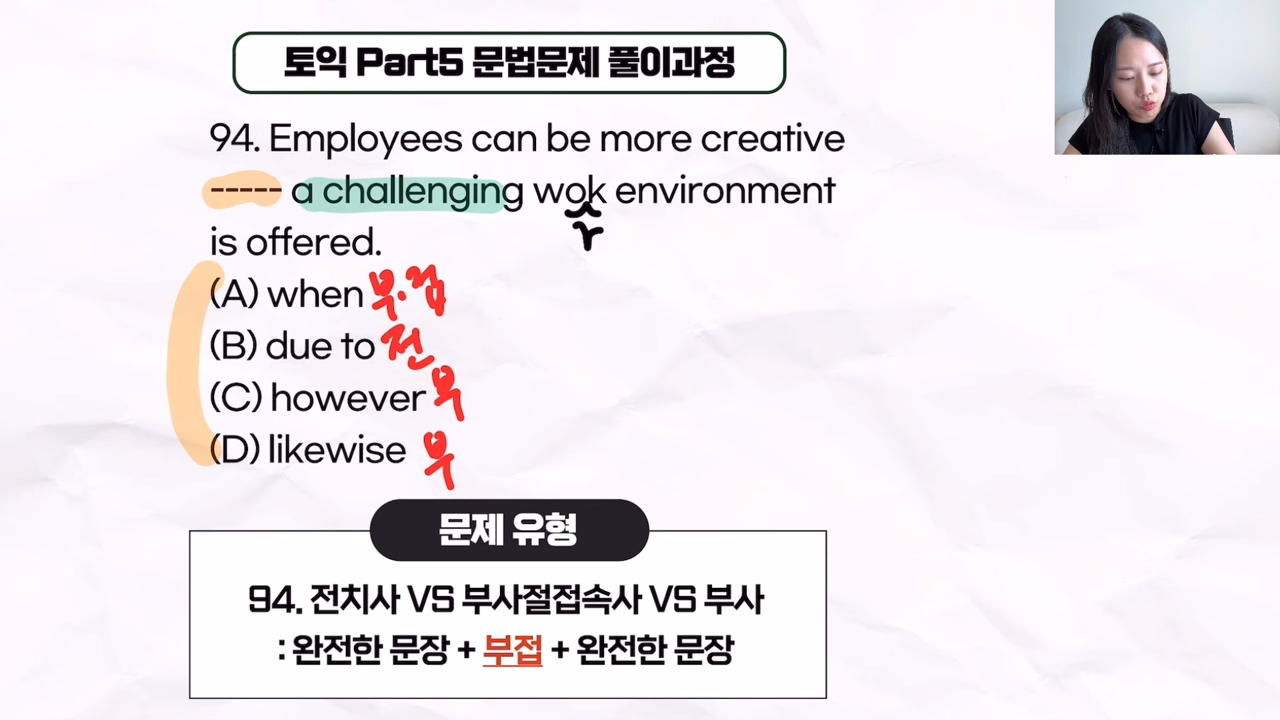 토익 Part5 문법문제 풀이과정
94. Employees can be more creative
----- a challenging wok environment
주
is offered.
(A) when 부.접
(B) due to 전
(C) however 부
(D) likewise 부
문제 유형
94. 전치사 VS 부사절접속사 VS 부사
: 완전한 문장 + 부접 + 완전한 문장